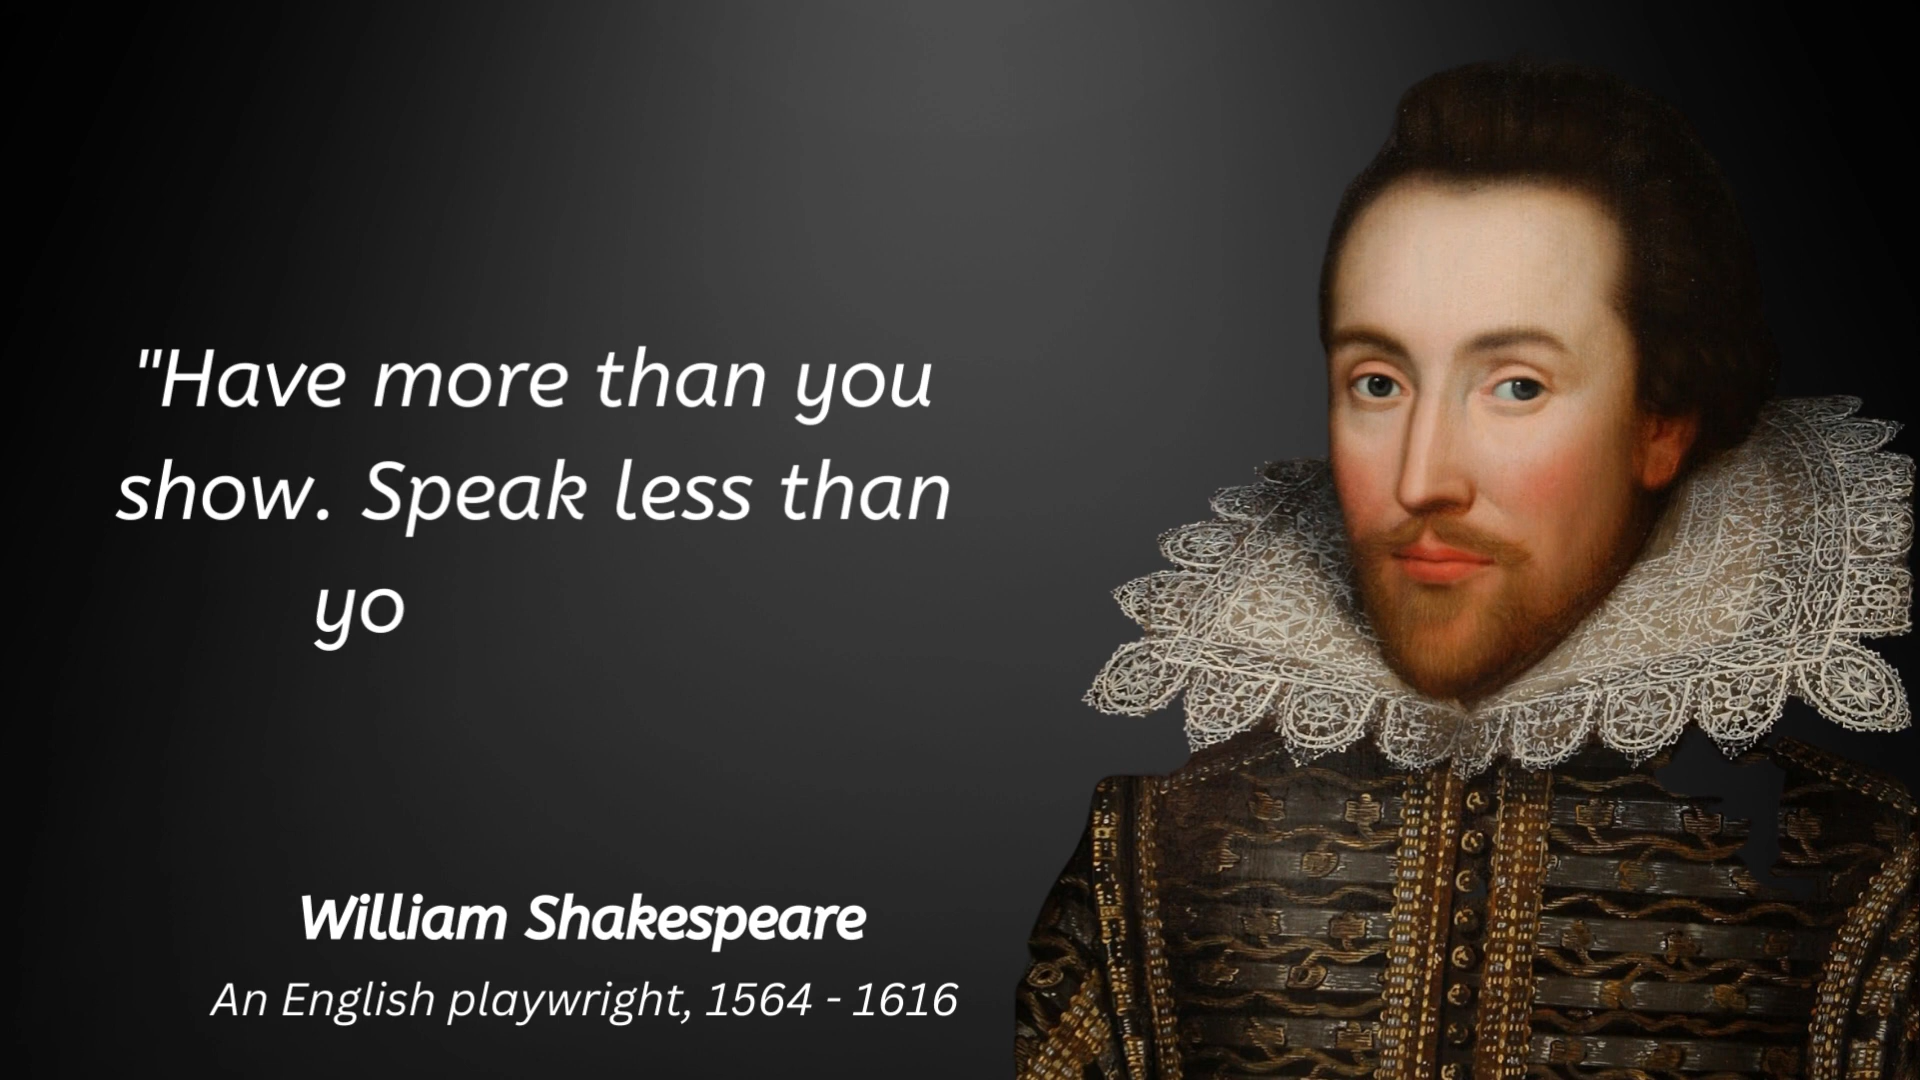 "Have more than you
show. Speak less than
yo
William Shakespeare
An English playwright, 1564 - 1616